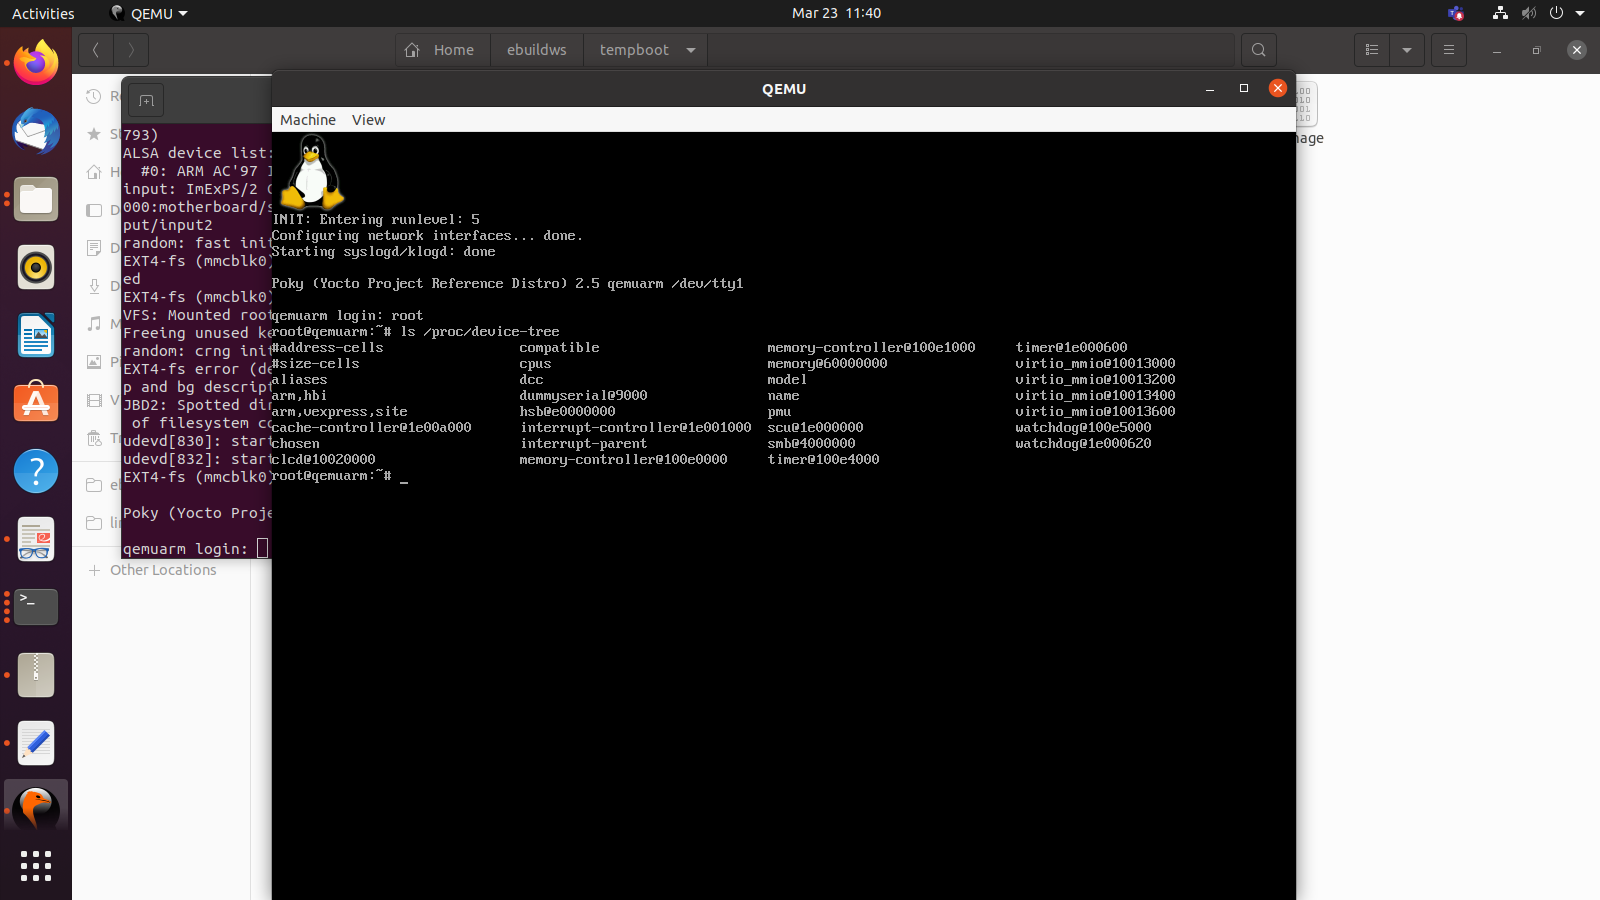 Activities
QEMU
Mar 23 11:40
Home
ebuildws
tempboot
QEMU
Machine View
793)
ALSA device list:
#0: ARM AC'97
input: ImExPS/2
000:motherboard/s
put/input2
random: fast init
EXT4-fs (mmcblk0)
ed
EXT4-fs (mmcblk0)
VFS: Mounted root
Freeing unused ke
random: crng init
EXT4-fs error (de
p and bg descript
JBD2: Spotted dir
of filesystem co
udevd[830]: start
udevd[832]: start
EXT4-fs (mmcblk0)
Poky (Yocto Proje
qemuarm login:
Other Locations
INIT: Entering runlevel: 5
Configuring network interfaces... done.
Starting syslogd/klogd: done
Poky (Yocto Project Reference Distro) 2.5 qemuarm /dev/tty1
qemuarm login: root
root@qemuarm:~# ls /proc/device-tree
#address-cells compatible memory-controller@100e1000 timer@1e000600
#size-cells cpus memory@60000000 virtio_mmio@10013000
aliases dcc model virtio_mmio@10013200
arm,hbi dummyserial@9000 name virtio_mmio@10013400
arm,vexpress,site hsb@e0000000 pmu virtio_mmio@10013600
cache-controller@1e00a000 interrupt-controller@1e001000 scu@1e000000 watchdog@100e5000
chosen interrupt-parent smb@4000000 watchdog@1e000620
clcd@10020000 memory-controller@100e0000 timer@100e4000
root@qemuarm:~# _